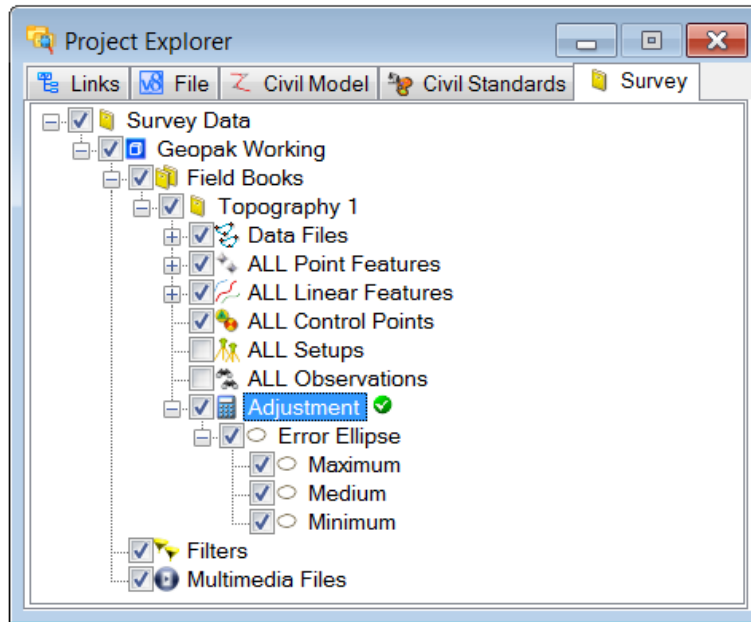 Project Explorer
Links V8 File Civil Model Civil Standards Survey
Survey Data
Geopak Working
Field Books
Topography 1
Data Files
ALL Point Features
ALL Linear Features
ALL Control Points
ALL Setups
ALL Observations
Adjustment
Error Ellipse
Maximum
Medium
Minimum
Filters
Multimedia Files